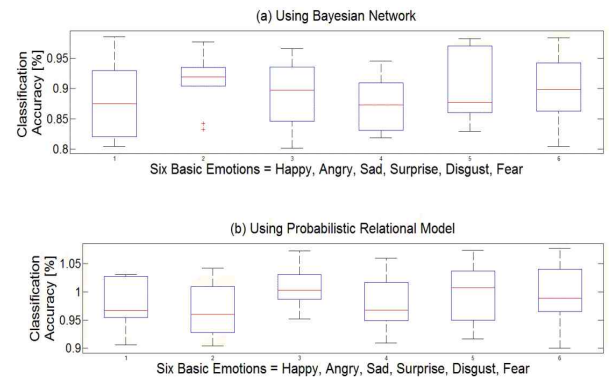 (a) Using Bayesian Network
Classification
Accuracy [%]
0.95
0.9
0.85
0.8
1 2 3 4 5 6
Six Basic Emotions = Happy, Angry, Sad, Surprise, Disgust, Fear
(b) Using Probabilistic Relational Model
Classification
Accuracy [%]
1.05
1
0.95
0.9
1 2 3 4 5 6
Six Basic Emotions = Happy, Angry, Sad, Surprise, Disgust, Fear